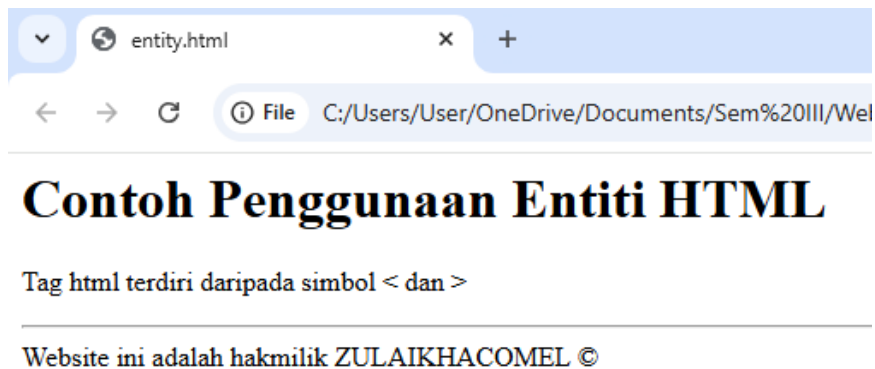 entity.html
File C:/Users/User/OneDrive/Documents/Sem%20III/Wel
Contoh Penggunaan Entiti HTML
Tag html terdiri daripada simbol < dan >
Website ini adalah hakmilik ZULAIKHACOMEL ©